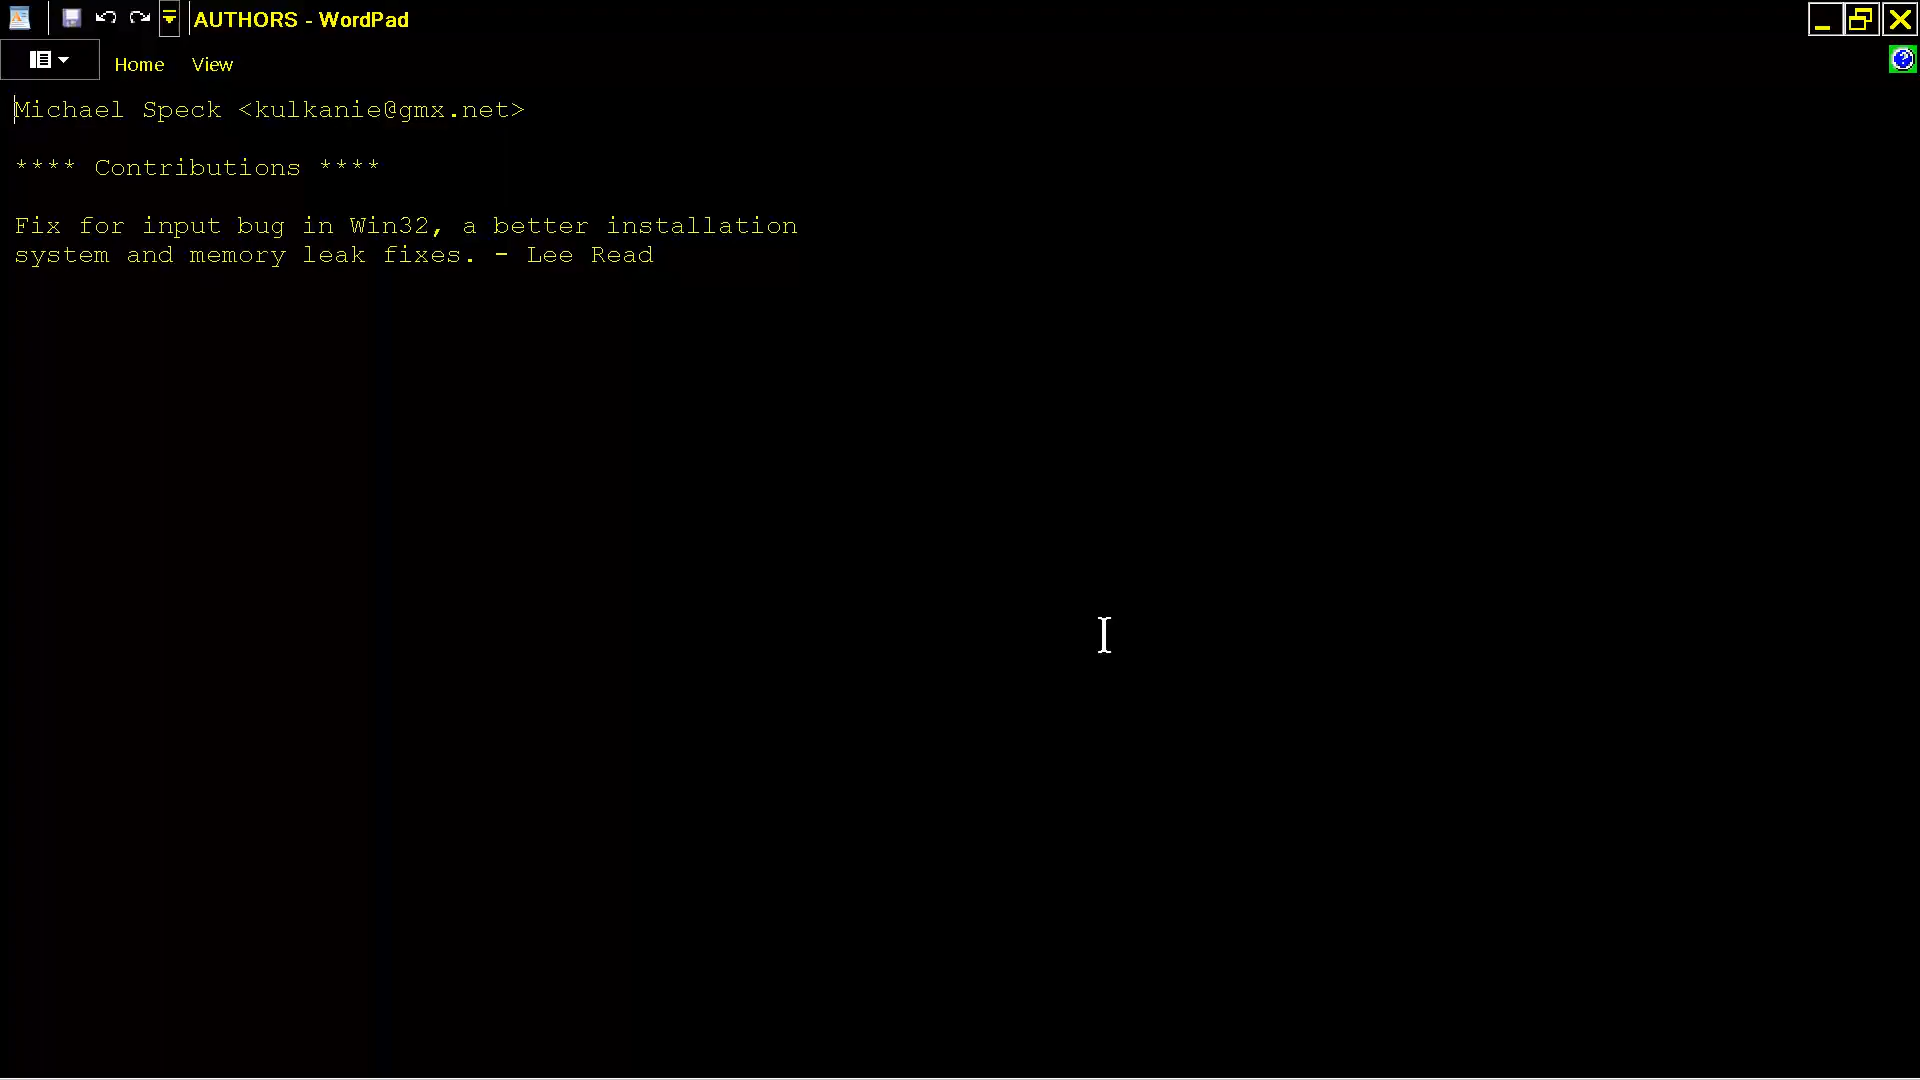 AUTHORS - WordPad
Home View
Michael Speck <kulkanie@gmx.net>
**** Contributions ****
Fix for input bug in Win32, a better installation
system and memory leak fixes. - Lee Read